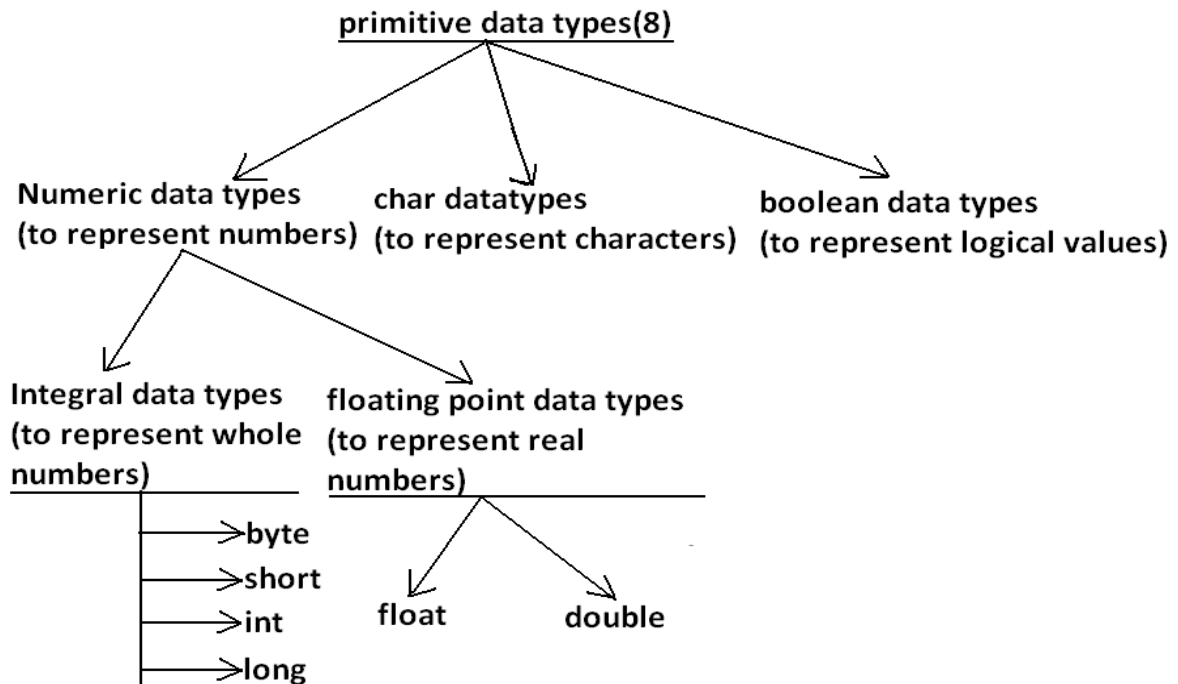 primitive data types(8)
Numeric data types
(to represent numbers)
char datatypes
(to represent characters)
boolean data types
(to represent logical values)
Integral data types
(to represent whole
numbers)
floating point data types
(to represent real
numbers)
byte
short
int
long
float
double